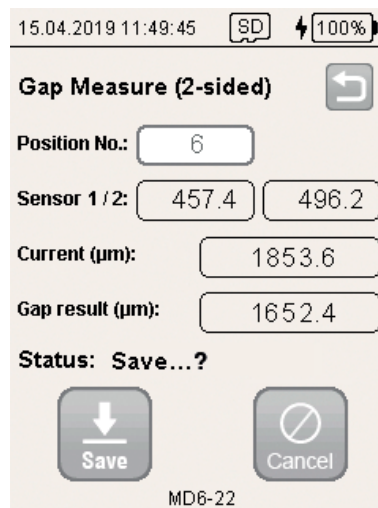 15.04.2019 11:49:45 SD 100%
Gap Measure (2-sided)
Position No.: 6
Sensor 1 / 2: 457.4 496.2
Current (µm): 1853.6
Gap result (µm): 1652.4
Status: Save...?
Save Cancel
MD6-22